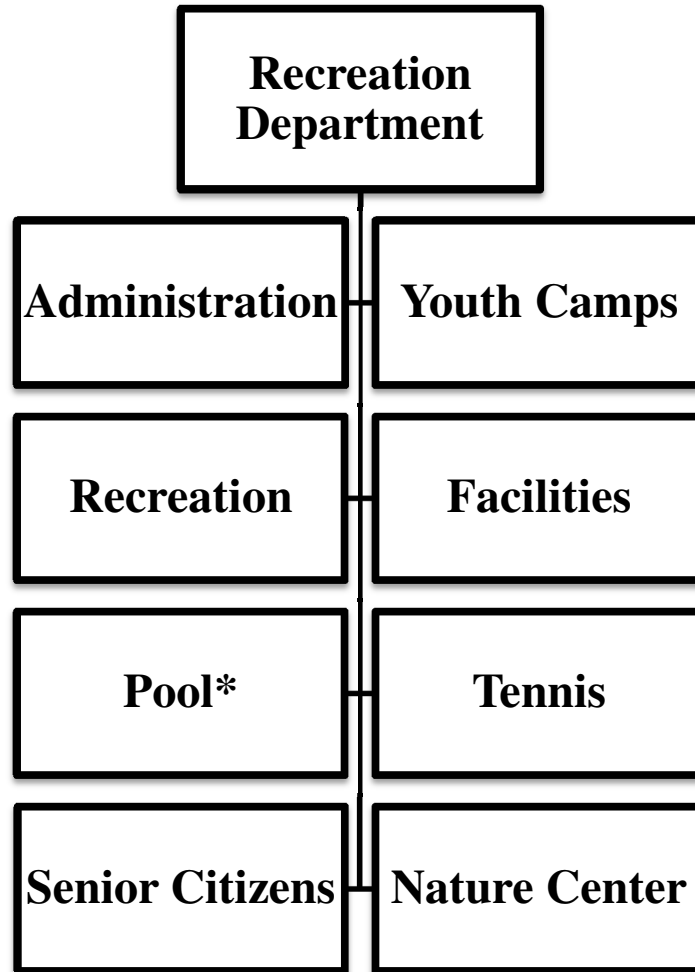 Recreation
Department
Administration
Youth Camps
Recreation
Facilities
Pool*
Tennis
Senior Citizens
Nature Center